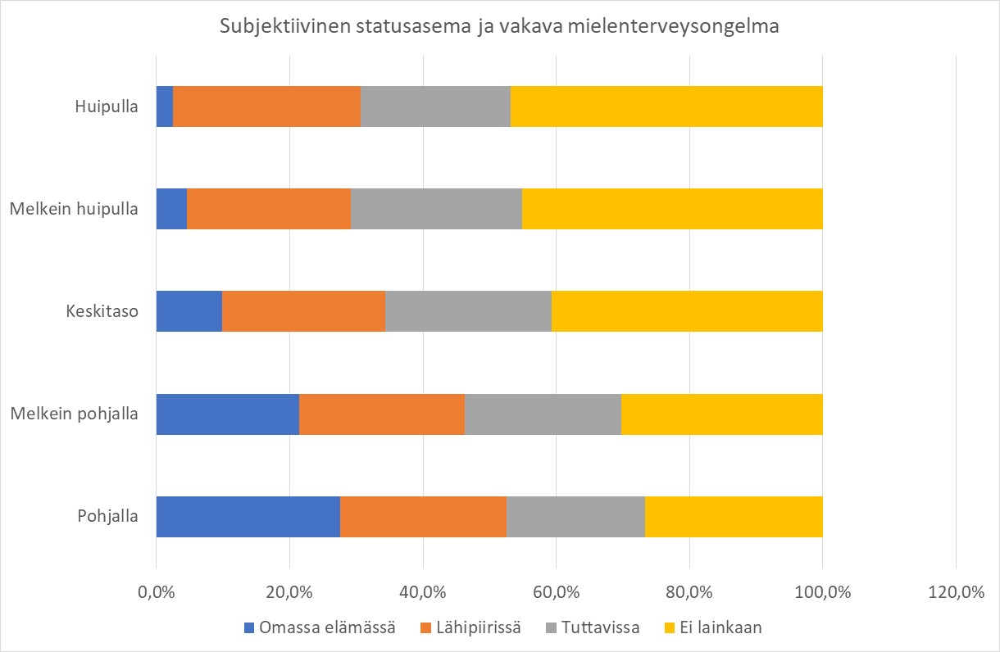 Subjektiivinen statusasema ja vakava mielenterveysongelma
Huipulla
Melkein huipulla
Keskitaso
Melkein pohjalla
Pohjalla
0,0% 20,0% 40,0% 60,0% 80,0% 100,0% 120,0%
Omassa elämässä Lähipiirissä Tuttavissa Ei lainkaan